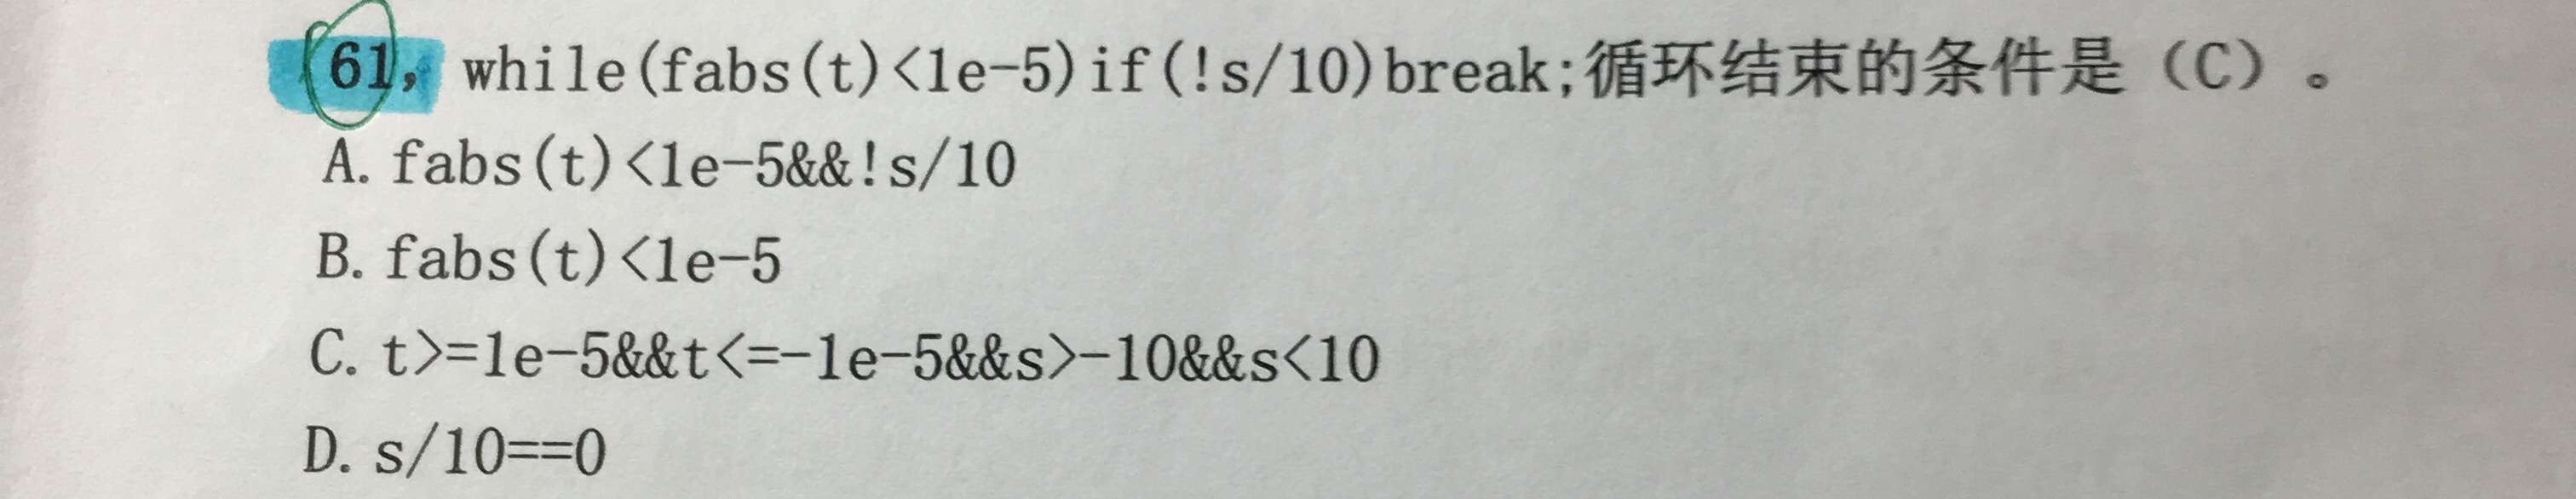 61, while(fabs(t)<1e-5)if(!s/10)break;循环结束的条件是（C）。
A. fabs(t)<1e-5&&!s/10
B. fabs(t)<1e-5
C. t>=1e-5&&t<=-1e-5&&s>-10&&s<10
D. s/10==0